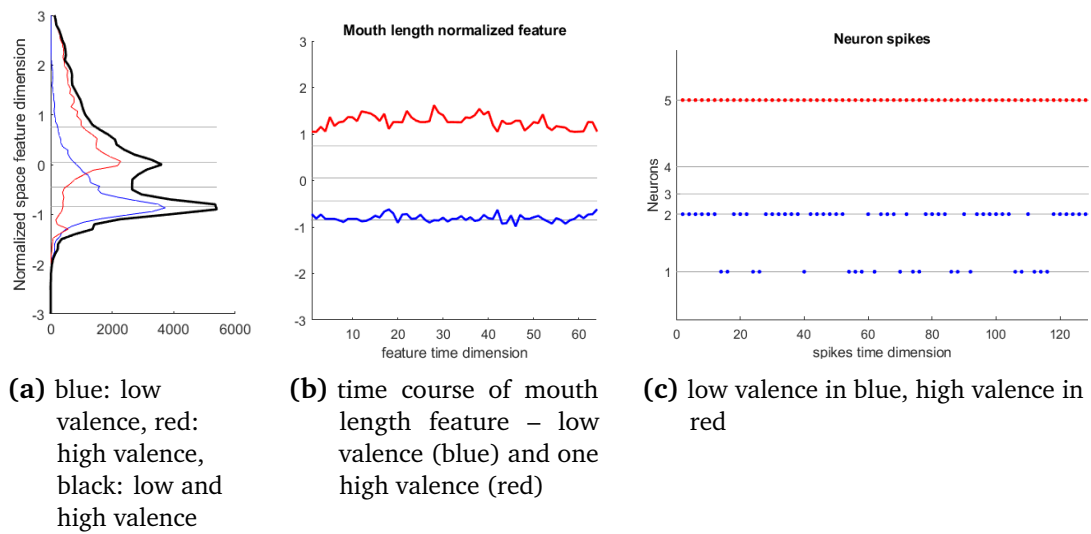 Normalized space feature dimension
3
2
1
0
-1
-2
-3
0 2000 4000 6000
Mouth length normalized feature
3
2
1
0
-1
-2
-3
10 20 30 40 50 60
feature time dimension
Neuron spikes
Neurons
5
4
3
2
1
0 20 40 60 80 100 120
spikes time dimension
(a) blue: low
valence, red:
high valence,
black: low and
high valence
(b) time course of mouth
length feature – low
valence (blue) and one
high valence (red)
(c) low valence in blue, high valence in
red